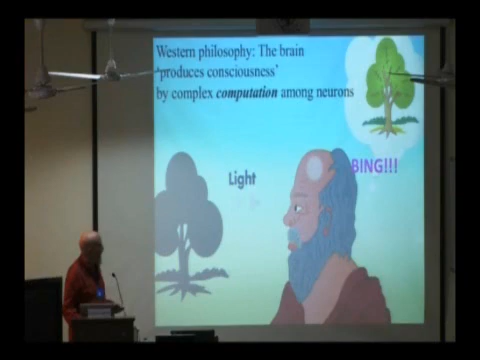 Western philosophy: The brain
'produces consciousness'
by complex computation among neurons
Light
BING!!!